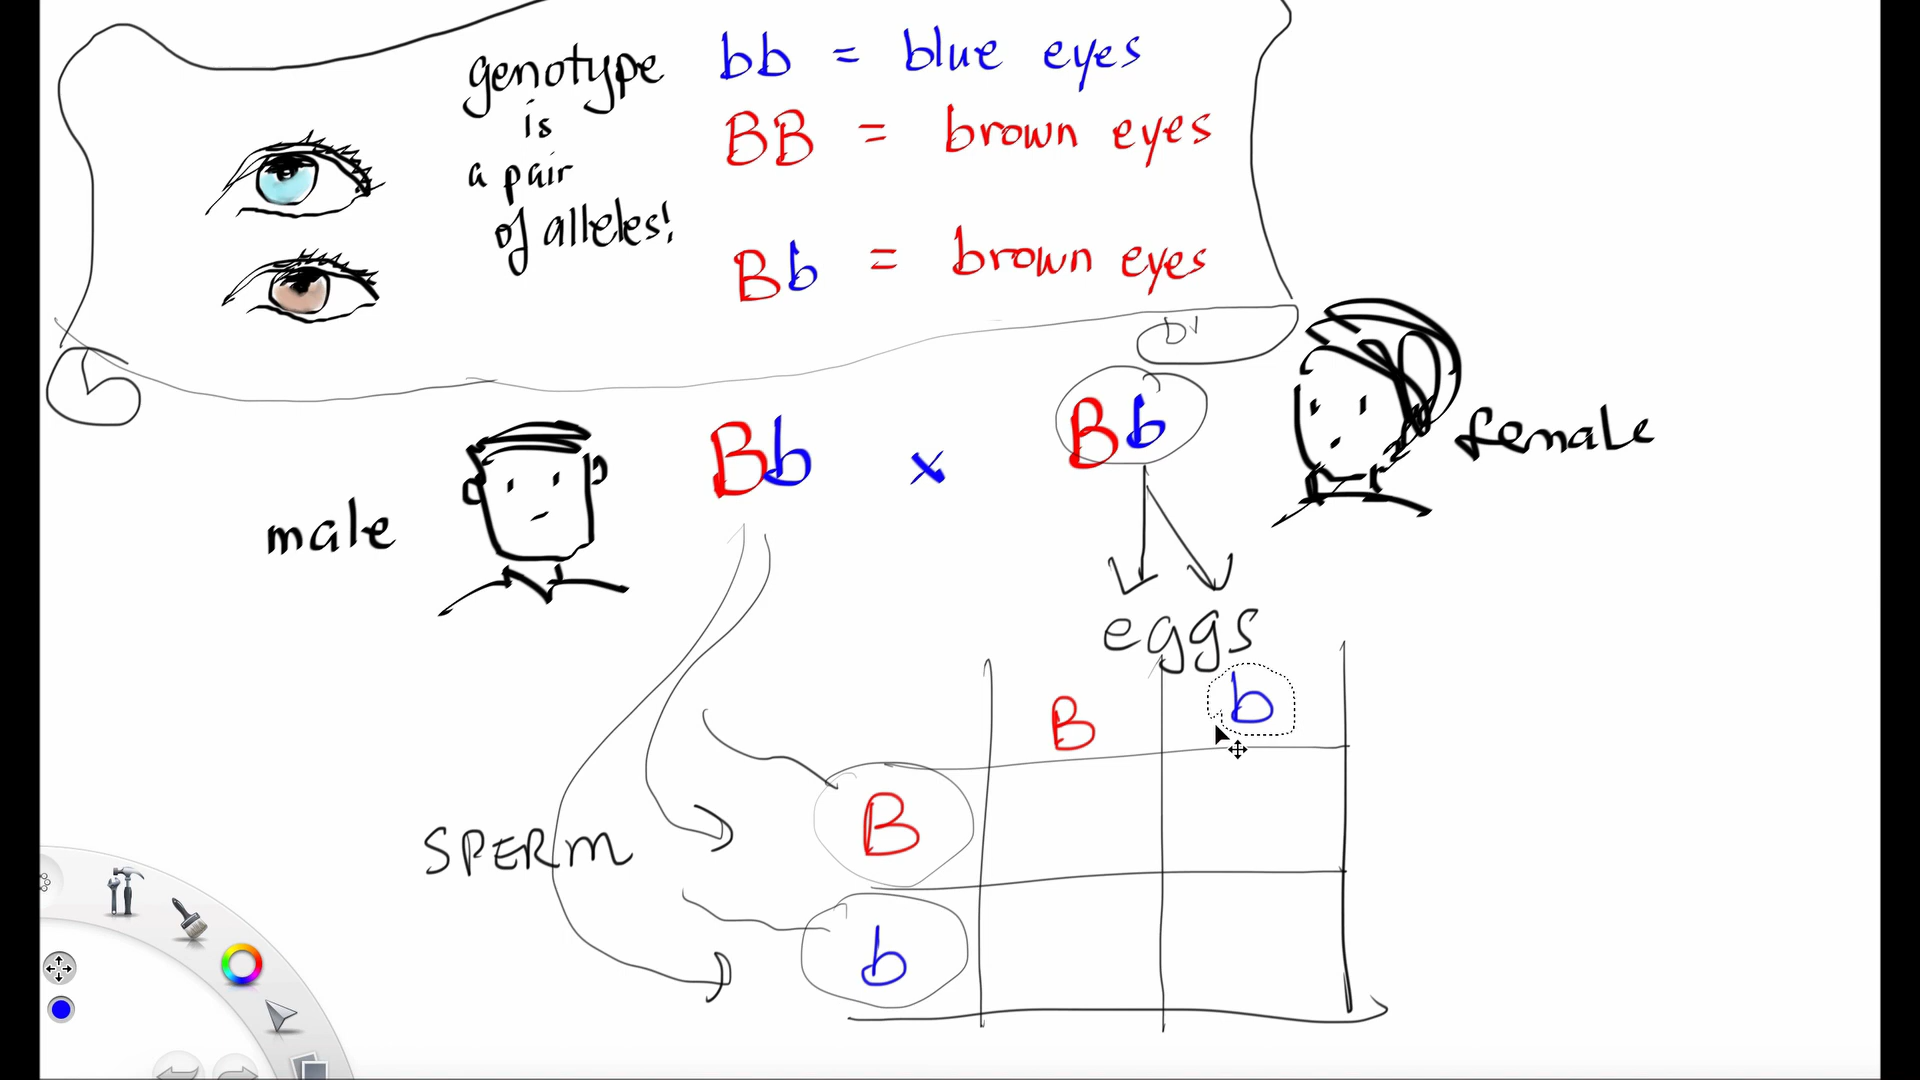 genotype
is
a pair
of alleles!
bb = blue eyes
BB = brown eyes
Bb = brown eyes
male
Bb x Bb
female
eggs
B b
SPERM
B
b